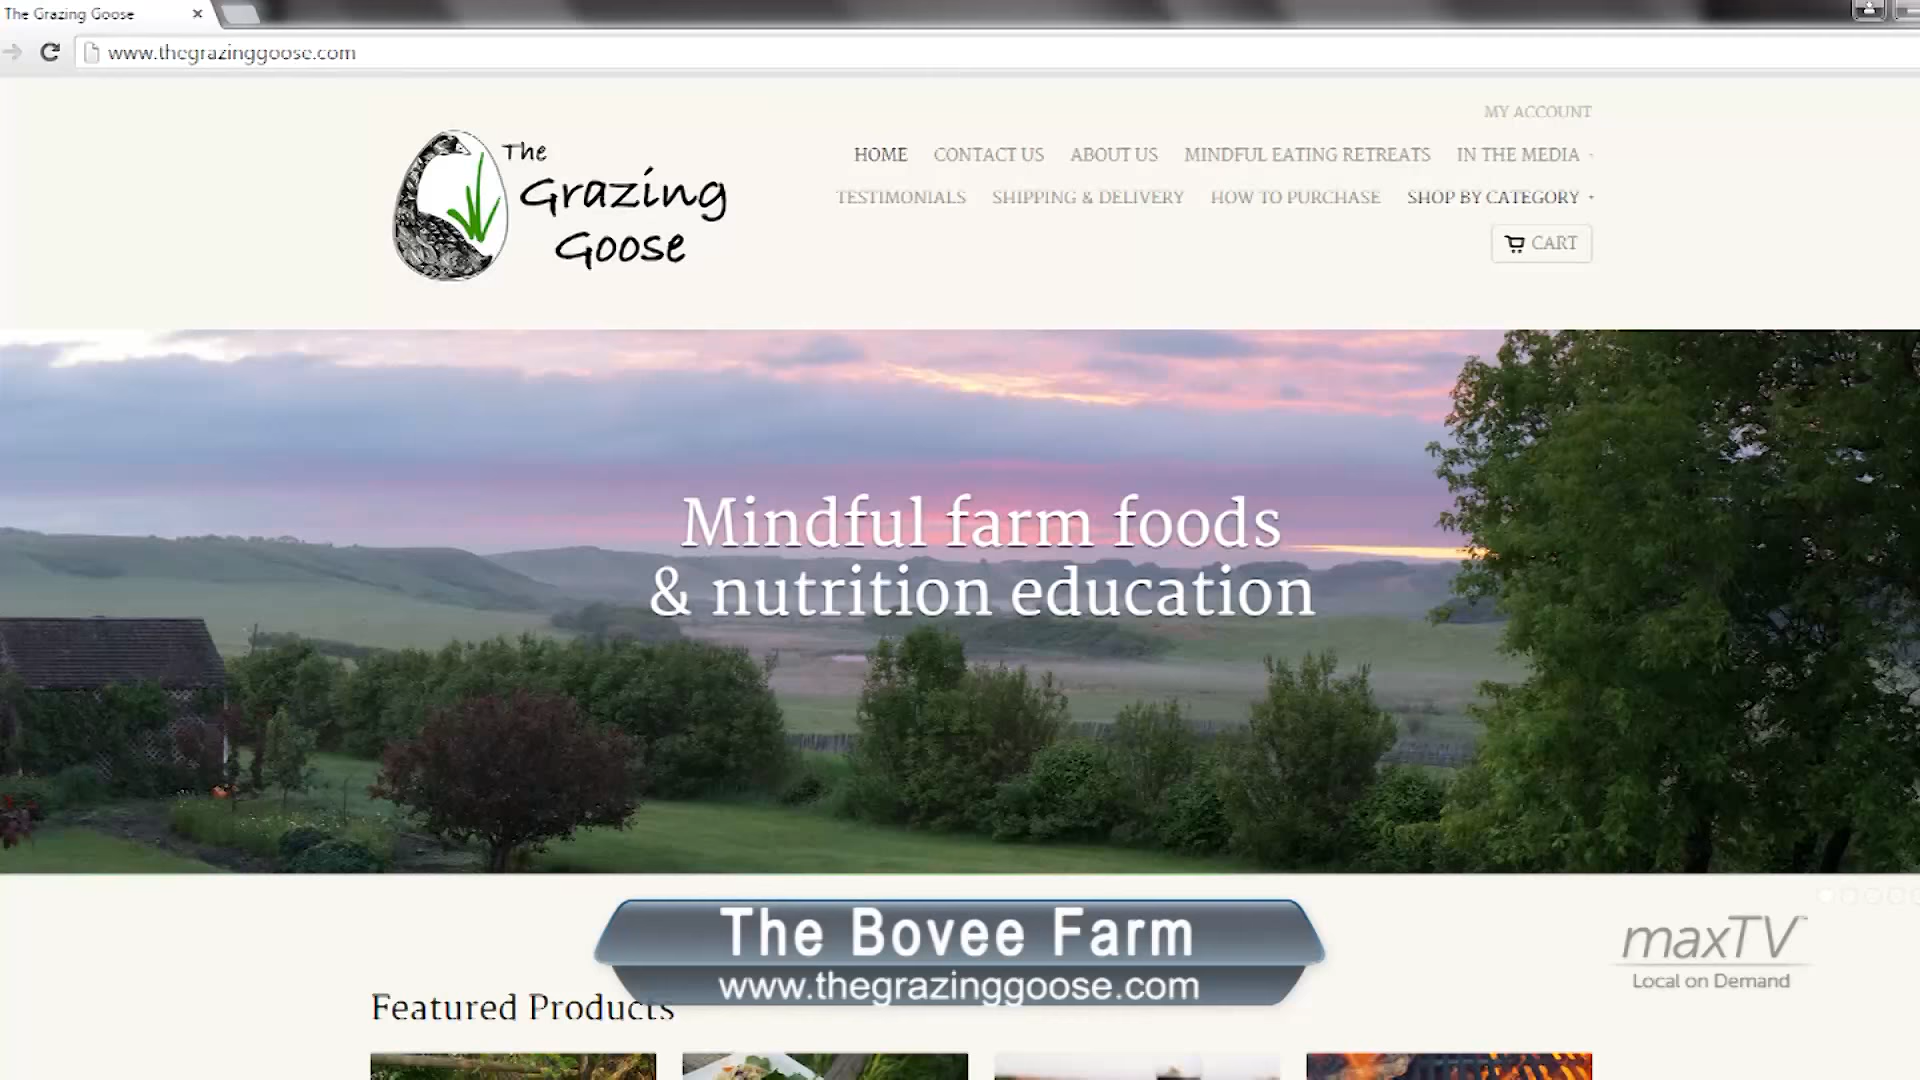 The Grazing Goose
www.thegrazinggoose.com
MY ACCOUNT
HOME CONTACT US ABOUT US MINDFUL EATING RETREATS IN THE MEDIA
TESTIMONIALS SHIPPING & DELIVERY HOW TO PURCHASE SHOP BY CATEGORY
CART
The
Grazing
Goose
Mindful farm foods
& nutrition education
The Bovee Farm
www.thegrazinggoose.com
Featured Products
maxTV™
Local on Demand